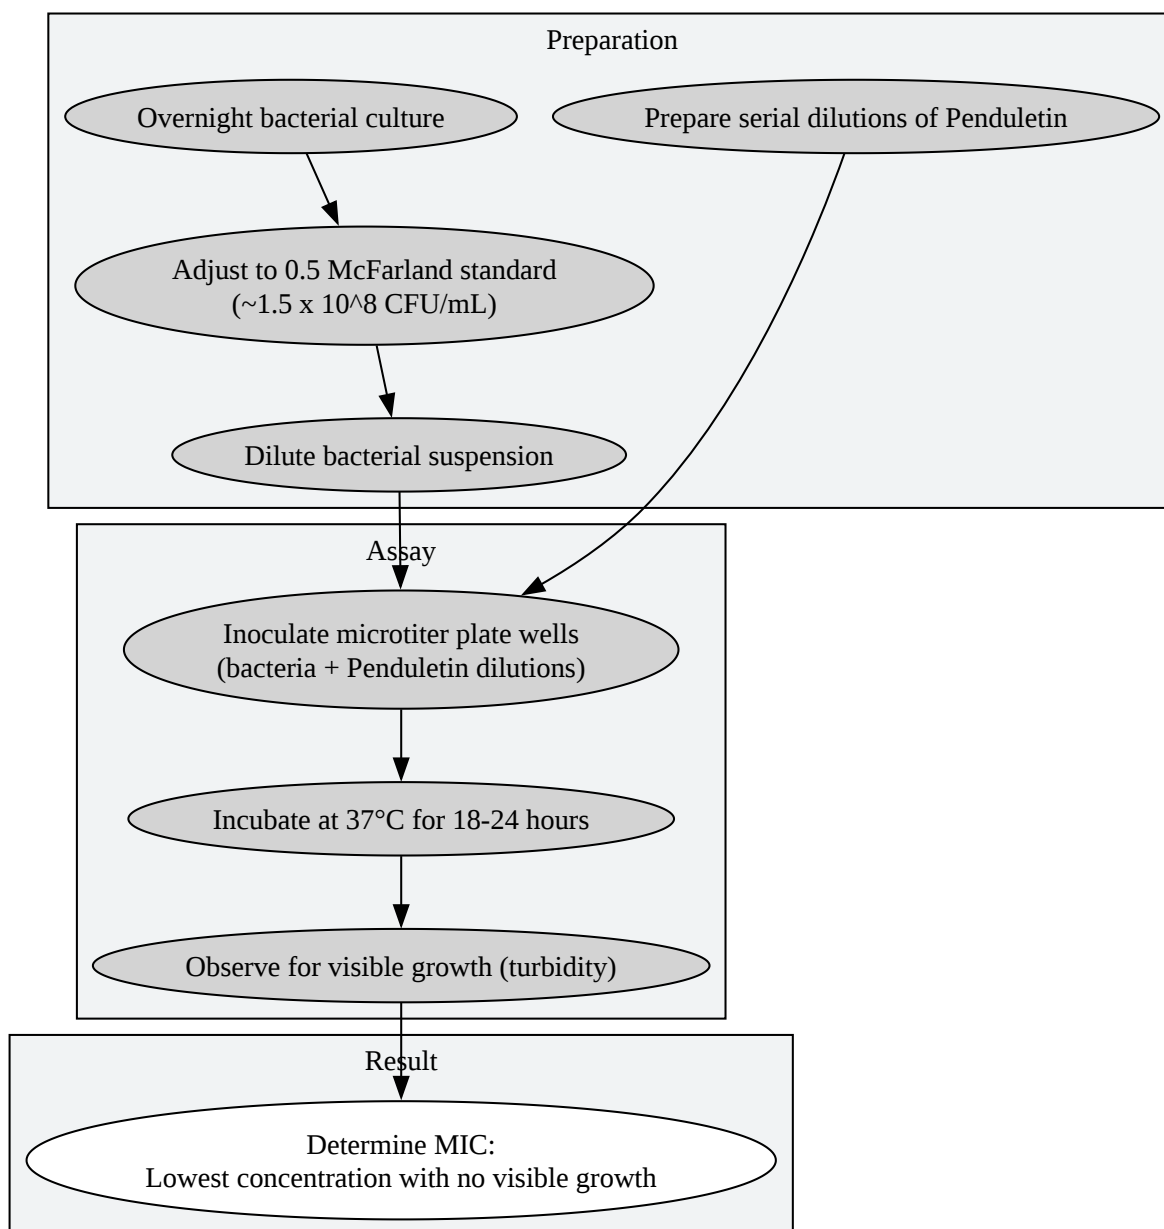 Preparation
Overnight bacterial culture
Prepare serial dilutions of Penduletin
Adjust to 0.5 McFarland standard
(~1.5 x 10^8 CFU/mL)
Dilute bacterial suspension
Assay
Inoculate microtiter plate wells
(bacteria + Penduletin dilutions)
Incubate at 37°C for 18-24 hours
Observe for visible growth (turbidity)
Result
Determine MIC:
Lowest concentration with no visible growth